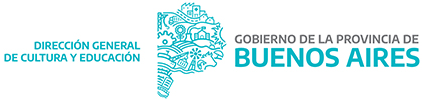 DIRECCIÓN GENERAL
DE CULTURA Y EDUCACIÓN
GOBIERNO DE LA PROVINCIA DE
BUENOS AIRES